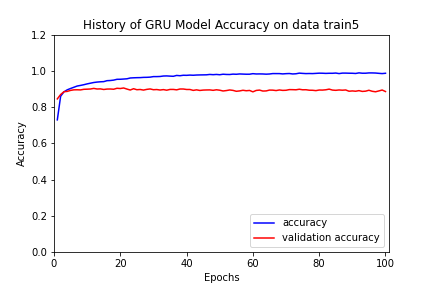 History of GRU Model Accuracy on data train5
1.2
1.0
0.8
0.6
0.4
0.2
0.0
Accuracy
0 20 40 60 80 100
Epochs
accuracy
validation accuracy